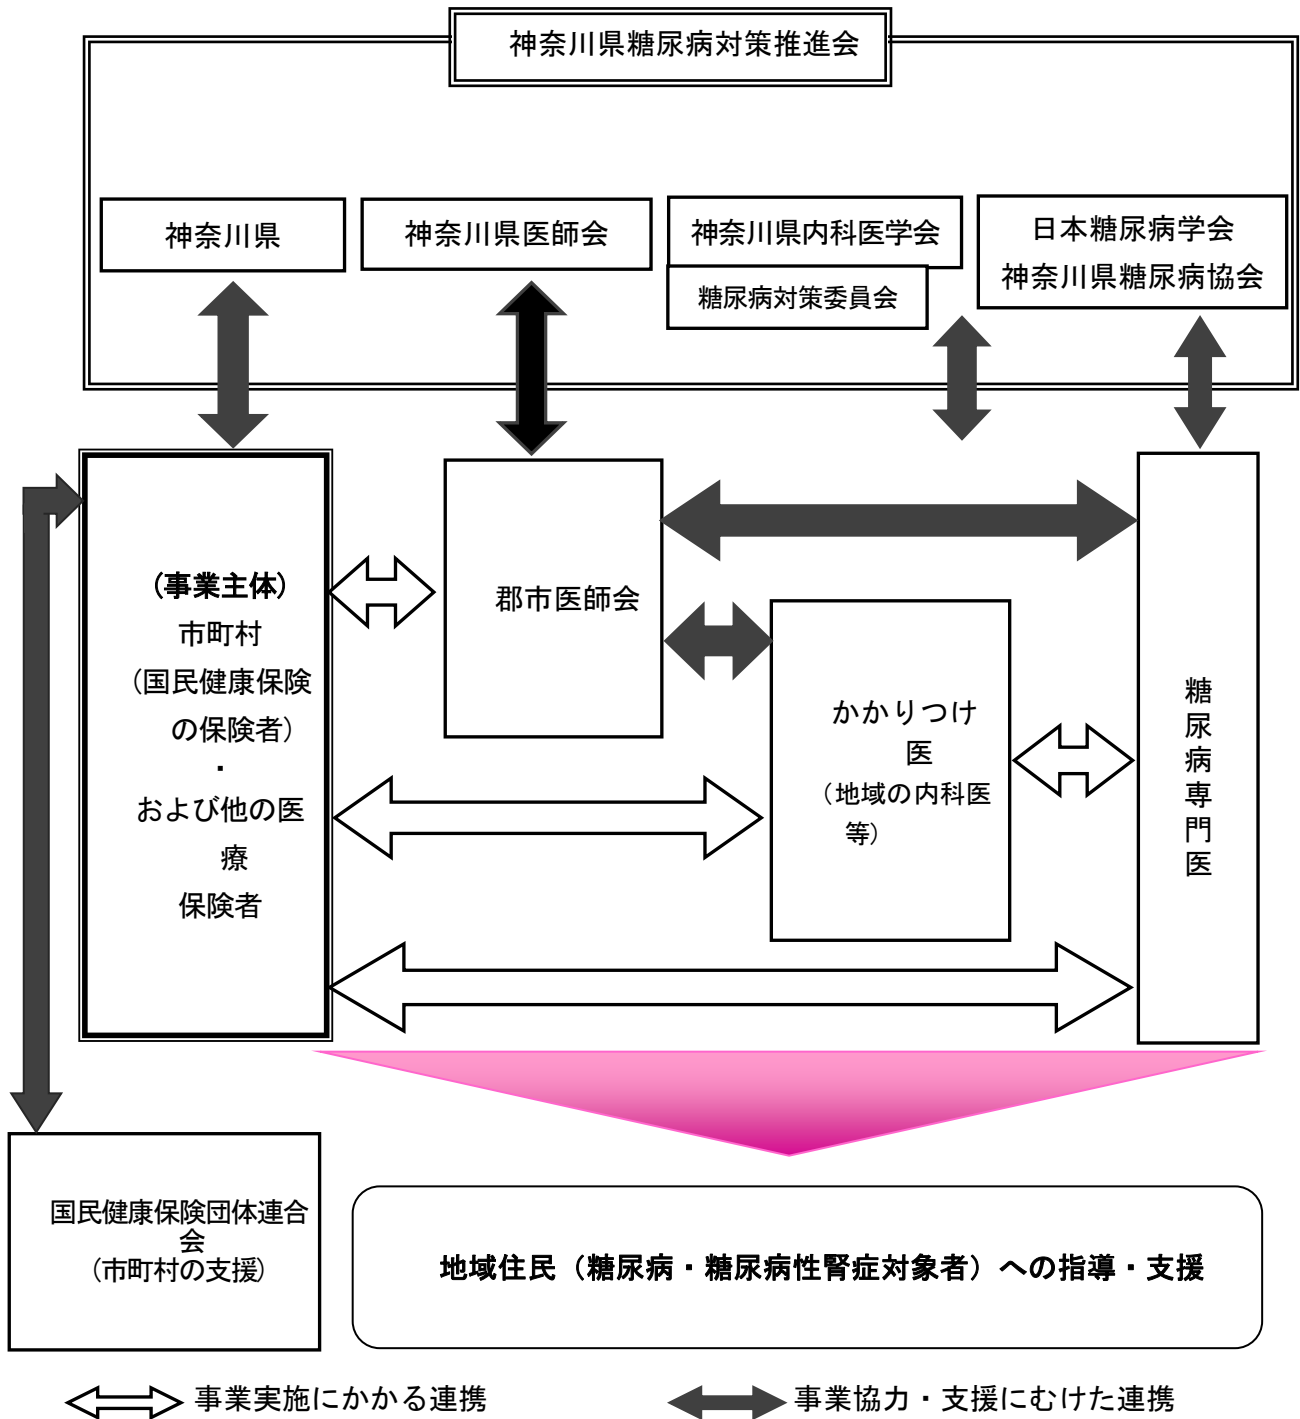 神奈川県糖尿病対策推進会
神奈川県
神奈川県医師会
神奈川県内科医学会
糖尿病対策委員会
日本糖尿病学会
神奈川県糖尿病協会
(事業主体)
市町村
(国民健康保険
の保険者)
・
および他の医
療
保険者
郡市医師会
かかりつけ
医
(地域の内科医
等)
糖尿病専門医
国民健康保険団体連合
会
(市町村の支援)
地域住民(糖尿病・糖尿病性腎症対象者)への指導・支援
事業実施にかかる連携
事業協力・支援にむけた連携